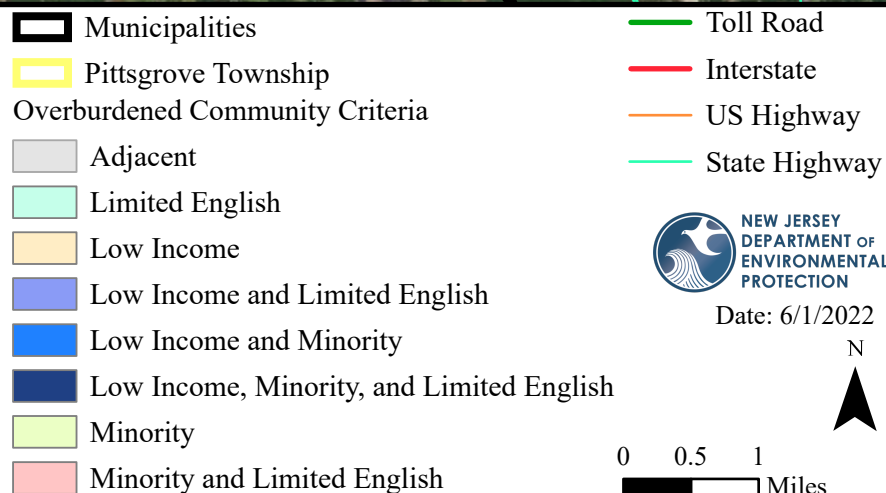 Municipalities
Pittsgrove Township
Overburdened Community Criteria
Adjacent
Limited English
Low Income
Low Income and Limited English
Low Income and Minority
Low Income, Minority, and Limited English
Minority
Minority and Limited English
Toll Road
Interstate
US Highway
State Highway
NEW JERSEY
DEPARTMENT OF
ENVIRONMENTAL
PROTECTION
Date: 6/1/2022
N
0 0.5 1
Miles